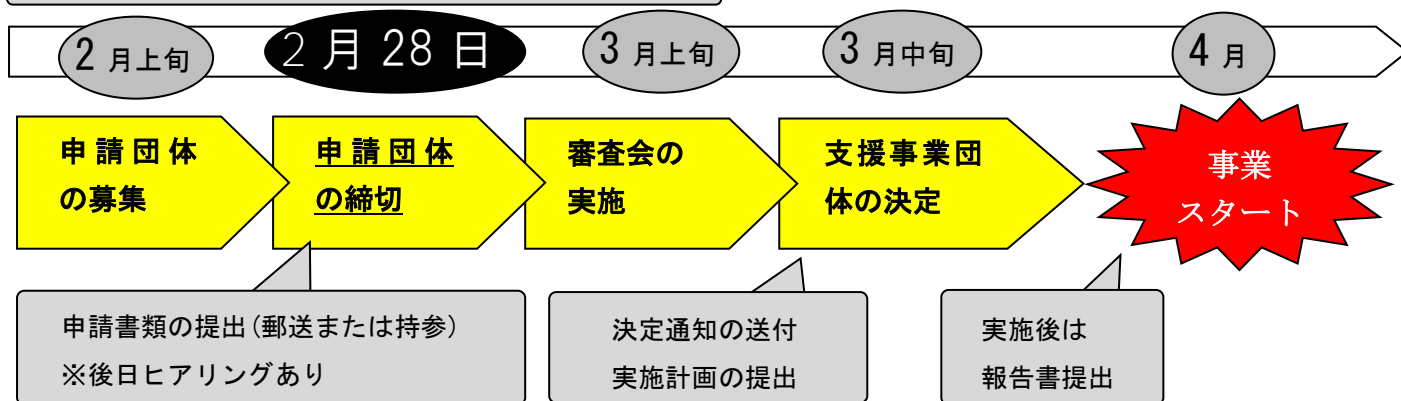 2月上旬
2月28日
3月上旬
3月中旬
4月
申請団体
の募集
申請団体
の締切
審査会の
実施
支援事業団
体の決定
事業
スタート
申請書類の提出(郵送または持参)
※後日ヒアリングあり
決定通知の送付
実施計画の提出
実施後は
報告書提出